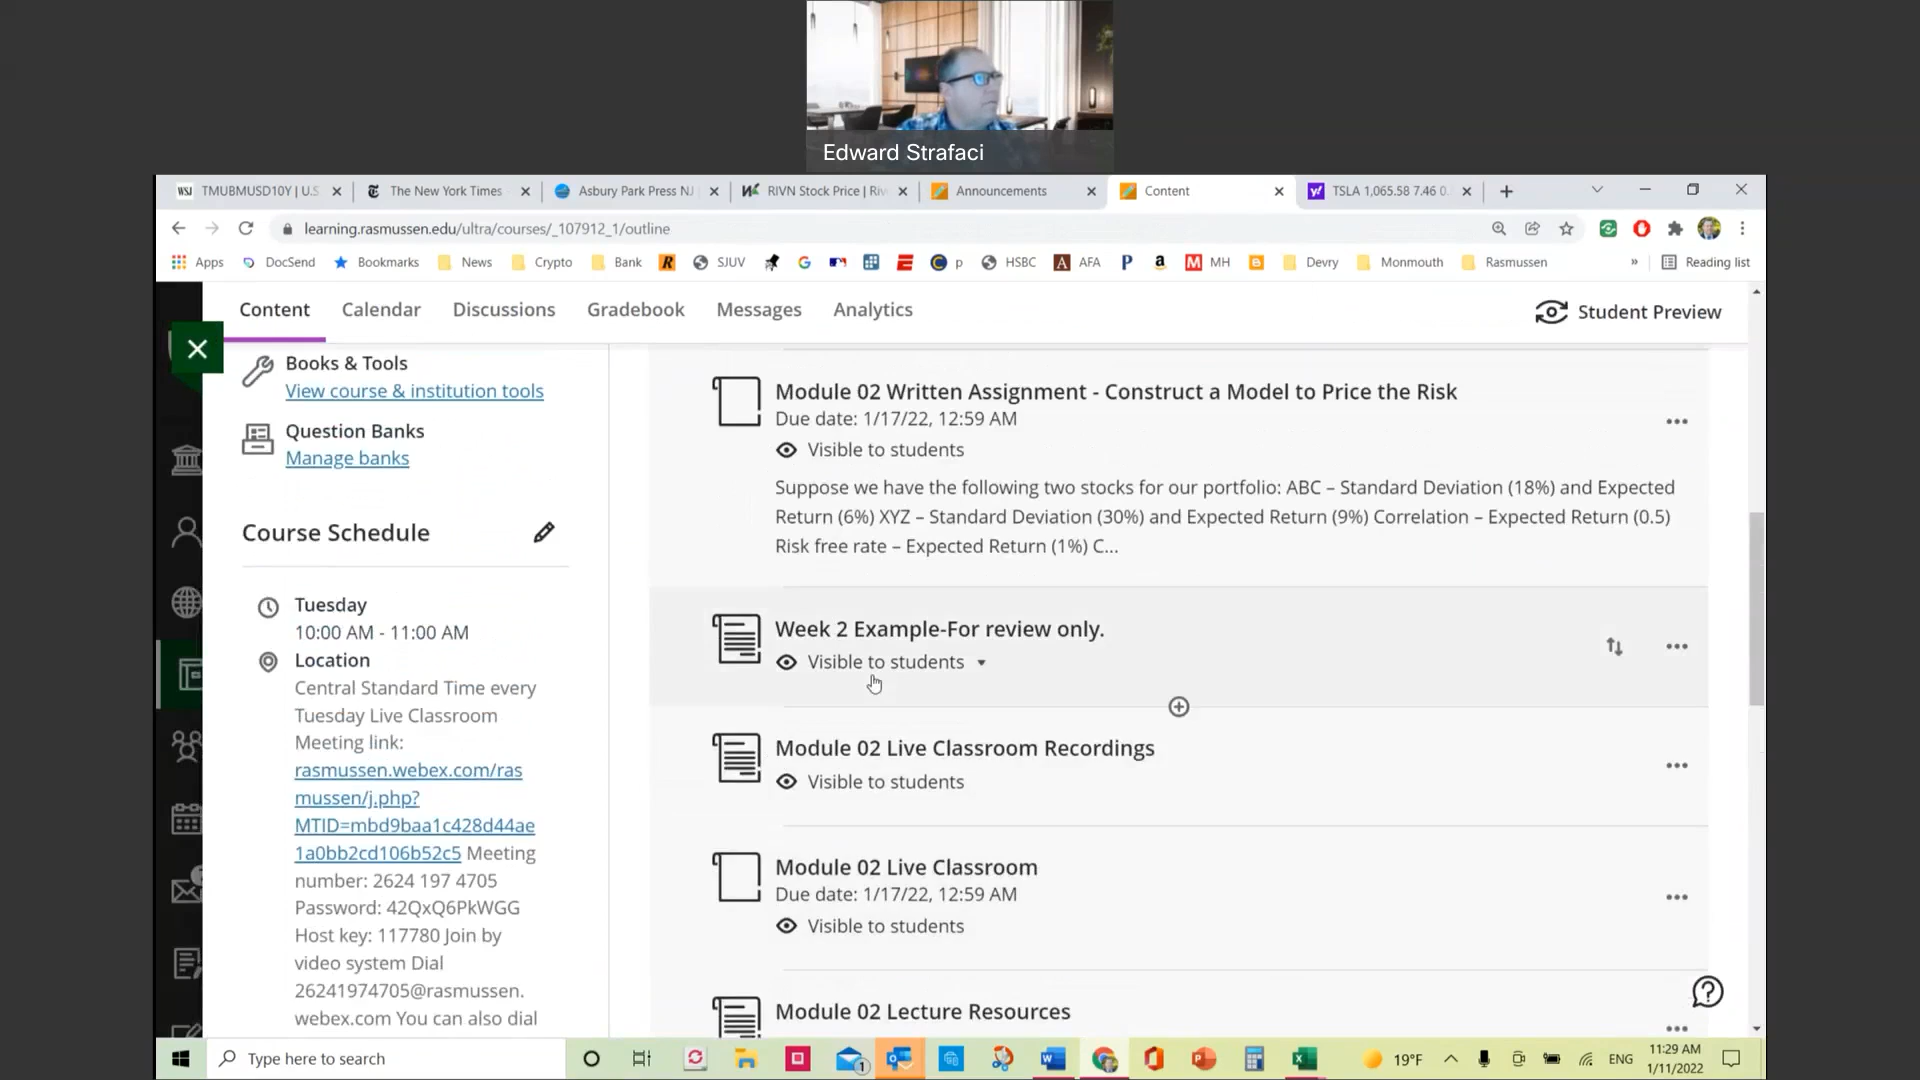 Edward Strafaci
WSJ TMUBMUSD10Y | U.S
The New York Times
Asbury Park Press NJ
RIVN Stock Price | Riv
Announcements
Content
TSLA 1,065.58 7.46 0.
learning.rasmussen.edu/ultra/courses/_107912_1/outline
Apps
DocSend
Bookmarks
News
Crypto
Bank
SJUV
p
HSBC
AFA
MH
Devry
Monmouth
Rasmussen
»
Reading list
Content
Calendar
Discussions
Gradebook
Messages
Analytics
Student Preview
Books & Tools
View course & institution tools
Question Banks
Manage banks
Course Schedule
Tuesday
10:00 AM - 11:00 AM
Location
Central Standard Time every
Tuesday Live Classroom
Meeting link:
rasmussen.webex.com/ras
mussen/j.php?
MTID=mbd9baa1c428d44ae
1a0bb2cd106b52c5 Meeting
number: 2624 197 4705
Password: 42QxQ6PkWGG
Host key: 117780 Join by
video system Dial
26241974705@rasmussen.
webex.com You can also dial
Module 02 Written Assignment - Construct a Model to Price the Risk
Due date: 1/17/22, 12:59 AM
Visible to students
Suppose we have the following two stocks for our portfolio: ABC – Standard Deviation (18%) and Expected
Return (6%) XYZ – Standard Deviation (30%) and Expected Return (9%) Correlation – Expected Return (0.5)
Risk free rate – Expected Return (1%) C...
Week 2 Example-For review only.
Visible to students
Module 02 Live Classroom Recordings
Visible to students
Module 02 Live Classroom
Due date: 1/17/22, 12:59 AM
Visible to students
Module 02 Lecture Resources
Type here to search
19°F
ENG
11:29 AM
1/11/2022